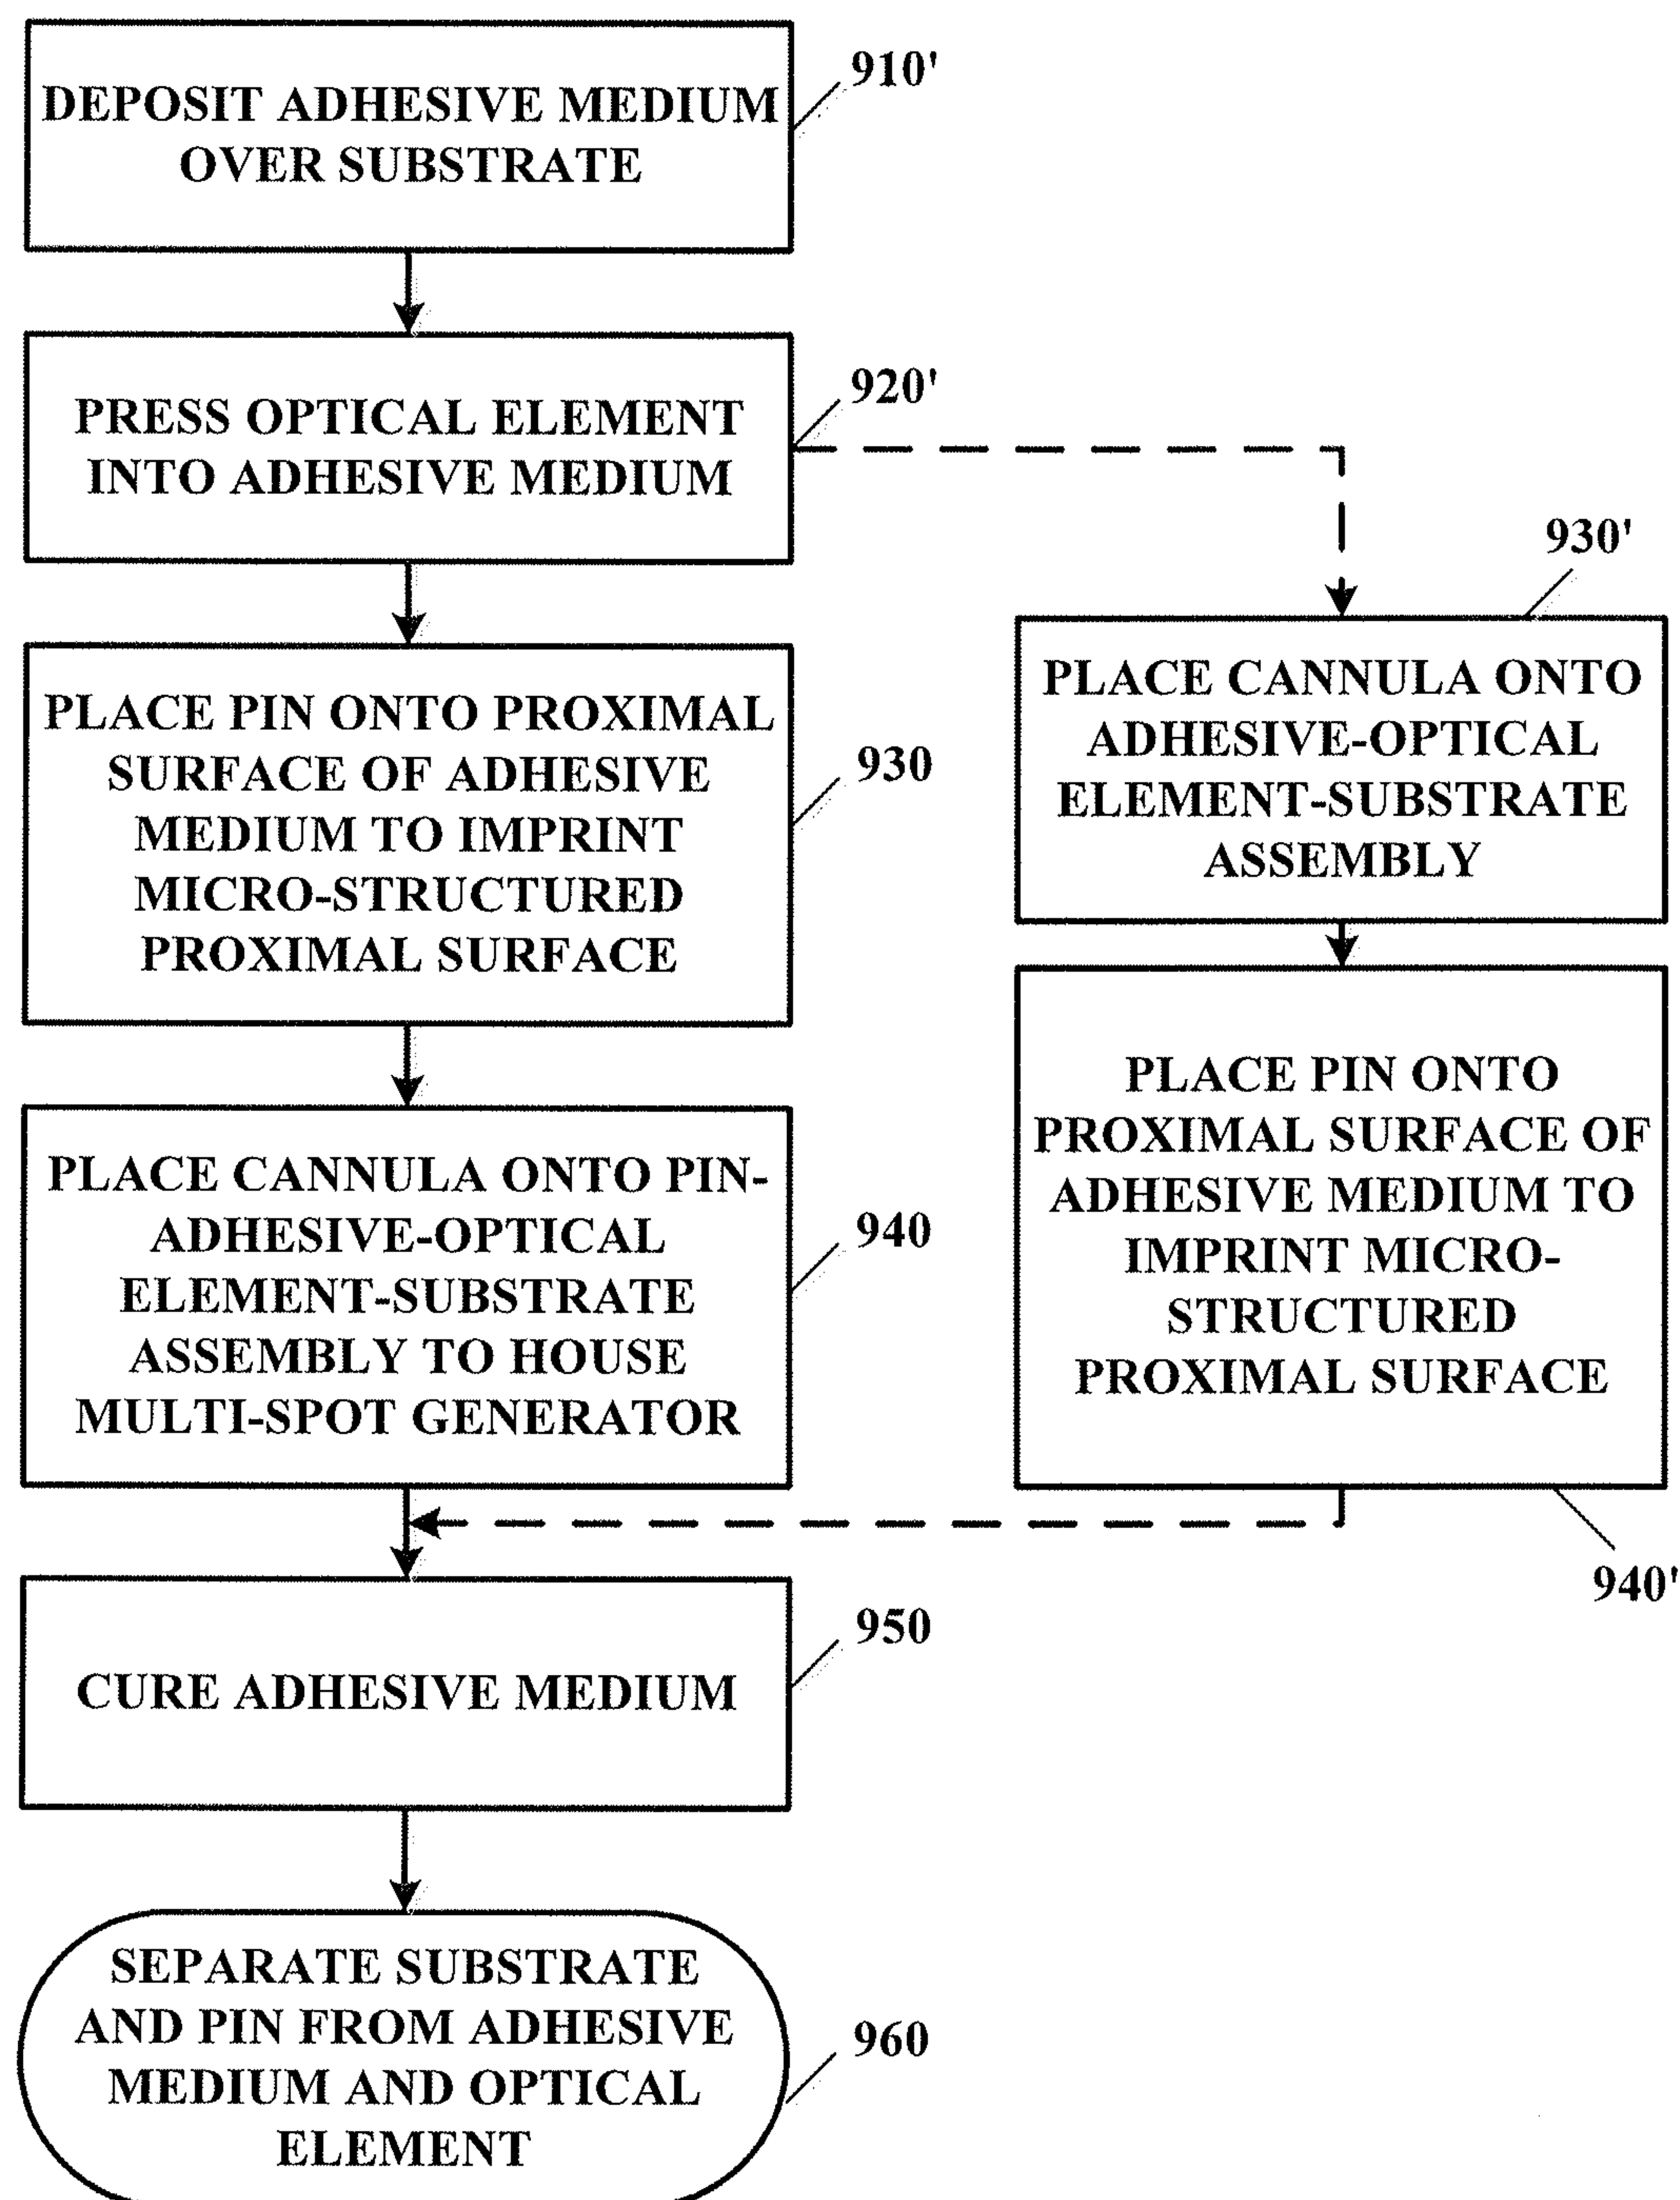 DEPOSIT ADHESIVE MEDIUM
OVER SUBSTRATE
910'
PRESS OPTICAL ELEMENT
INTO ADHESIVE MEDIUM
920'
PLACE PIN ONTO PROXIMAL
SURFACE OF ADHESIVE
MEDIUM TO IMPRINT
MICRO-STRUCTURED
PROXIMAL SURFACE
930
PLACE CANNULA ONTO PIN-
ADHESIVE-OPTICAL
ELEMENT-SUBSTRATE
ASSEMBLY TO HOUSE
MULTI-SPOT GENERATOR
940
930'
PLACE CANNULA ONTO
ADHESIVE-OPTICAL
ELEMENT-SUBSTRATE
ASSEMBLY
PLACE PIN ONTO
PROXIMAL SURFACE OF
ADHESIVE MEDIUM TO
IMPRINT MICRO-
STRUCTURED
PROXIMAL SURFACE
940'
CURE ADHESIVE MEDIUM
950
SEPARATE SUBSTRATE
AND PIN FROM ADHESIVE
MEDIUM AND OPTICAL
ELEMENT
960